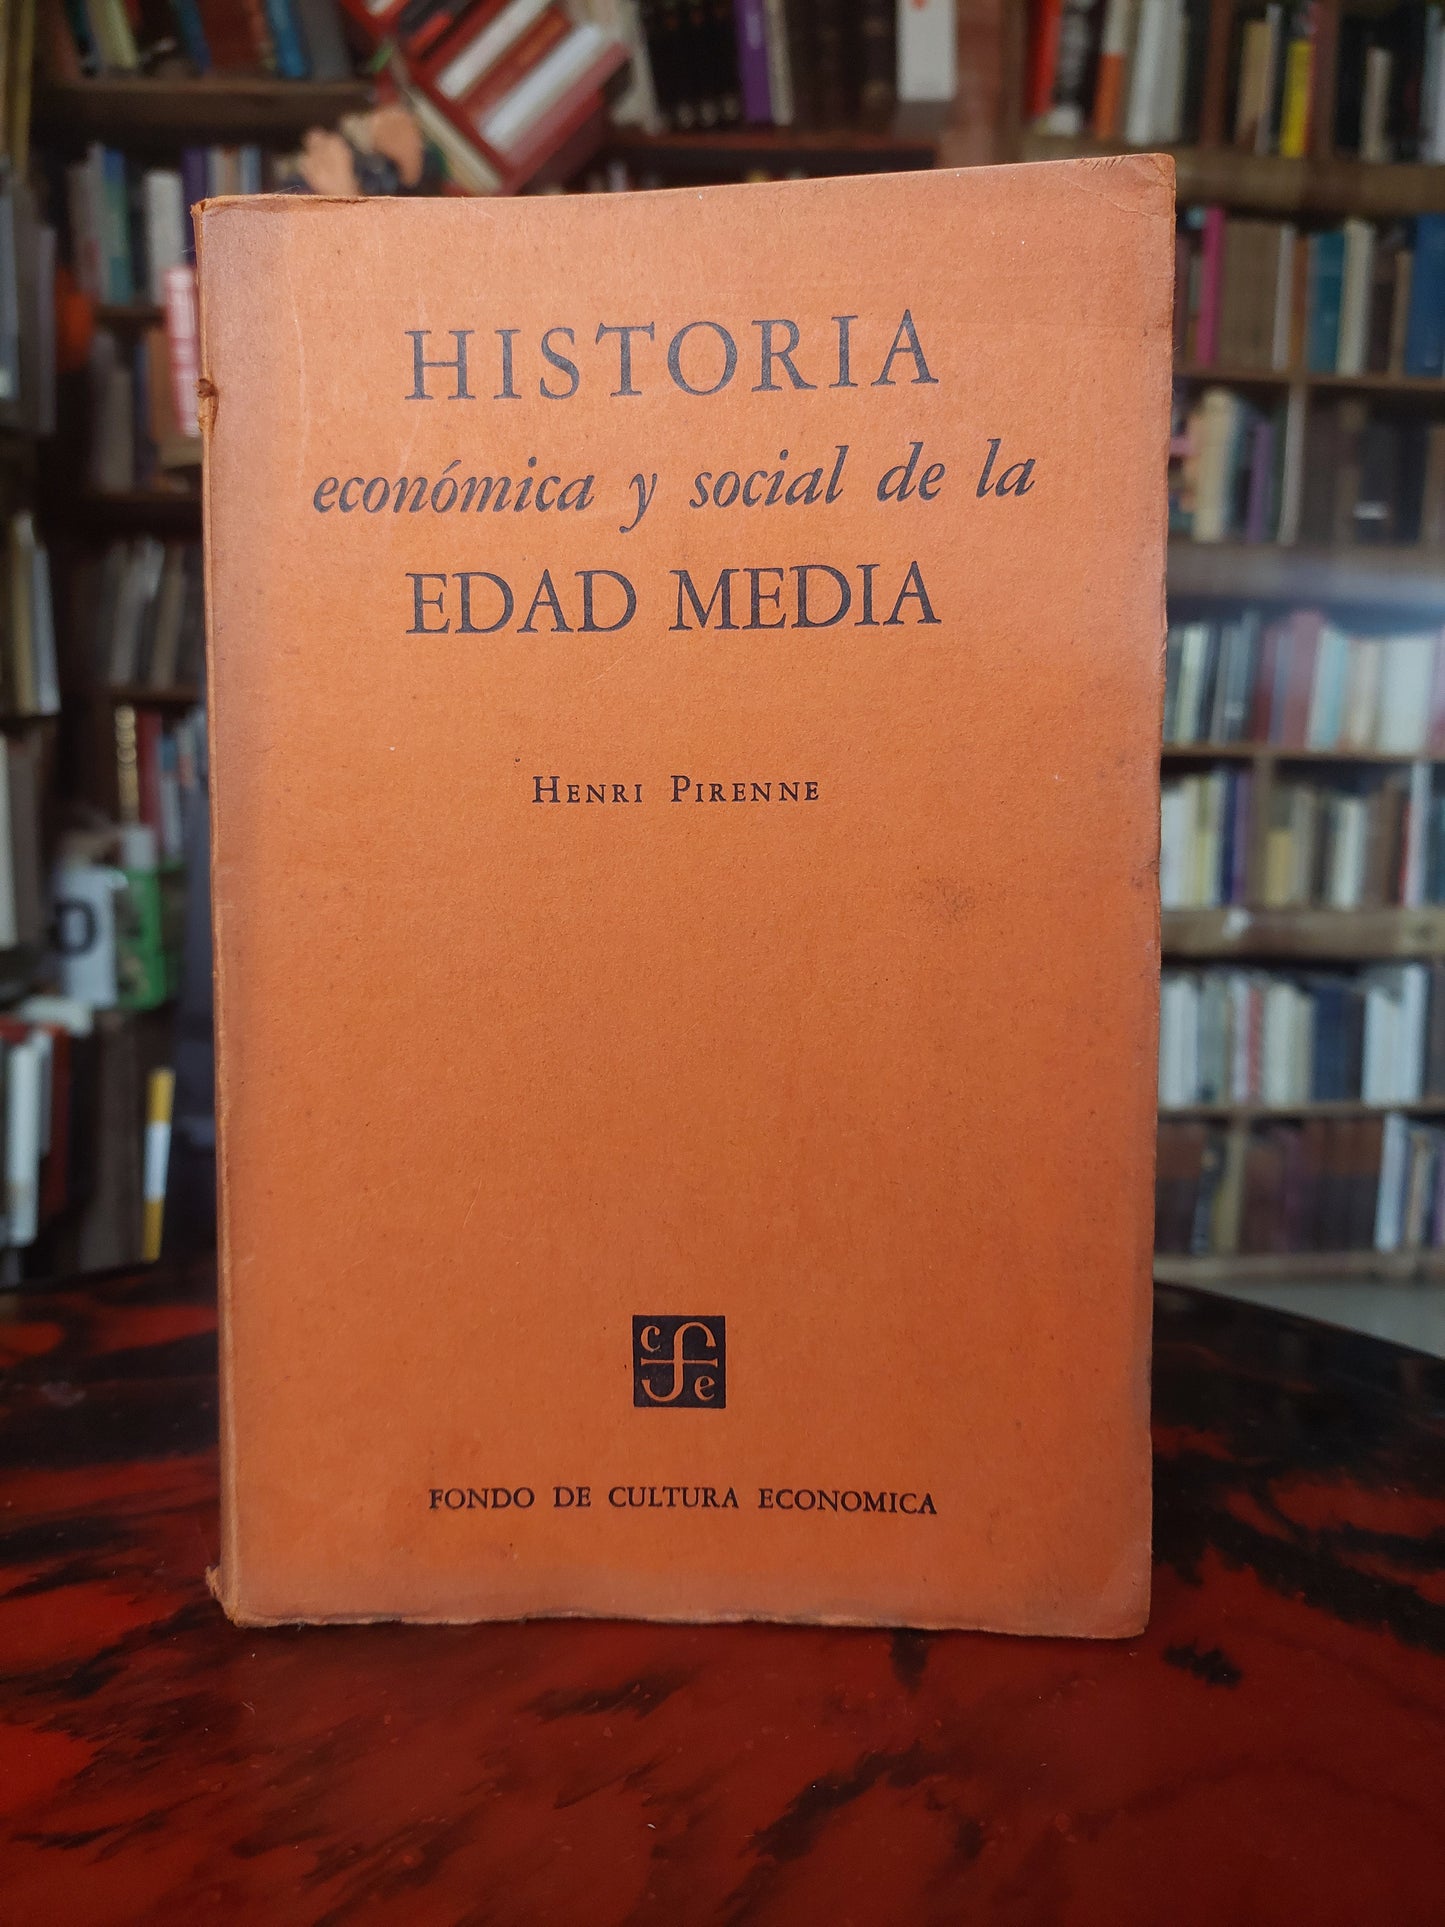 HISTORIA
económica y social de la
EDAD MEDIA
HENRI PIRENNE
c f e
FONDO DE CULTURA ECONOMICA